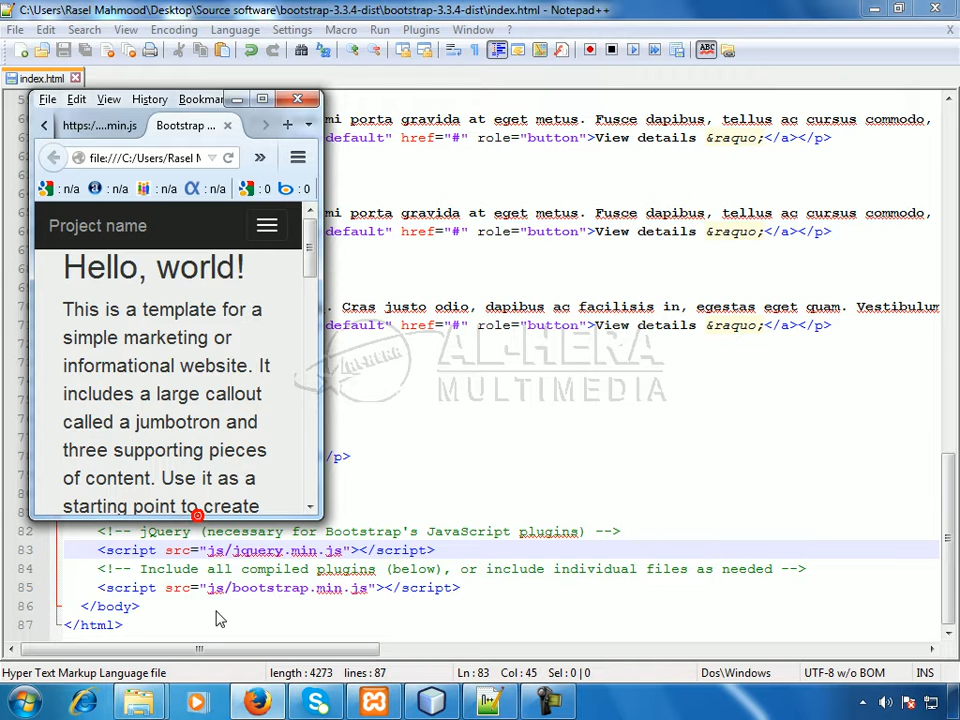 C:\Users\Rasel Mahmood\Desktop\Source software\bootstrap-3.3.4-dist\bootstrap-3.3.4-dist\index.html - Notepad++
File Edit Search View Encoding Language Settings Macro Run Plugins Window ? X
index.html
mi porta gravida at eget metus. Fusce dapibus, tellus ac cursus commodo,
default" href="#" role="button">View details &raquo;</a></p>
mi porta gravida at eget metus. Fusce dapibus, tellus ac cursus commodo,
default" href="#" role="button">View details &raquo;</a></p>
. Cras justo odio, dapibus ac facilisis in, egestas eget quam. Vestibulum
default" href="#" role="button">View details &raquo;</a></p>
/p>
File Edit View History Bookmar
https:/....min.js Bootstrap ...
file:///C:/Users/Rasel M
: n/a : n/a : n/a : n/a : 0 : 0
Project name
Hello, world!
This is a template for a
simple marketing or
informational website. It
includes a large callout
called a jumbotron and
three supporting pieces
of content. Use it as a
starting point to create
AL-HERA
MULTIMEDIA
82 <!-- jQuery (necessary for Bootstrap's JavaScript plugins) -->
83 <script src="js/jquery.min.js"></script>
84 <!-- Include all compiled plugins (below), or include individual files as needed -->
85 <script src="js/bootstrap.min.js"></script>
86 </body>
87 </html>
Hyper Text Markup Language file length : 4273 lines : 87 Ln : 83 Col : 45 Sel : 0 | 0 Dos\Windows UTF-8 w/o BOM INS